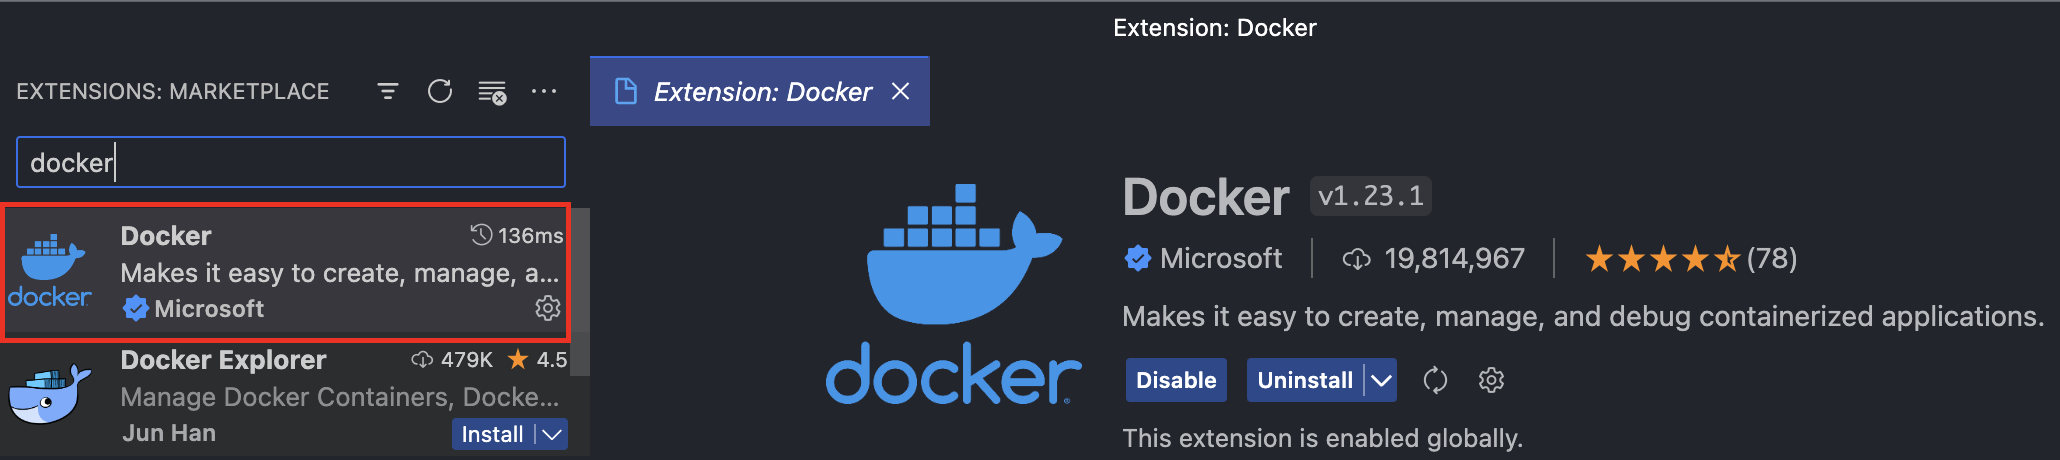 Extension: Docker
EXTENSIONS: MARKETPLACE
docker
Docker 136ms
Makes it easy to create, manage, a...
Microsoft
docker
Docker Explorer 479K 4.5
Manage Docker Containers, Docke...
Jun Han Install
Extension: Docker
docker
Docker v1.23.1
Microsoft 19,814,967 (78)
Makes it easy to create, manage, and debug containerized applications.
Disable Uninstall
This extension is enabled globally.